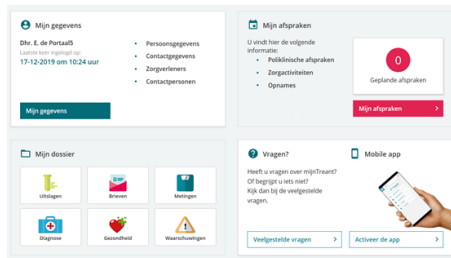 Mijn gegevens
Dhr. E. de Portaal5
Laatste keer ingelogd op:
17-12-2019 om 10:24 uur
• Persoonsgegevens
• Contactgegevens
• Zorgverleners
• Contactpersonen
Mijn gegevens
Mijn afspraken
U vindt hier de volgende
informatie:
• Poliklinische afspraken
• Zorgactiviteiten
• Opnames
0
Geplande afspraken
Mijn afspraken >
Mijn dossier
Uitslagen
Brieven
Metingen
Diagnose
Gezondheid
Waarschuwingen
Vragen?
Heeft u vragen over mijnTreant?
Of begrijpt u iets niet?
Kijk dan bij de veelgestelde
vragen.
Veelgestelde vragen >
Mobile app
Activeer de app >